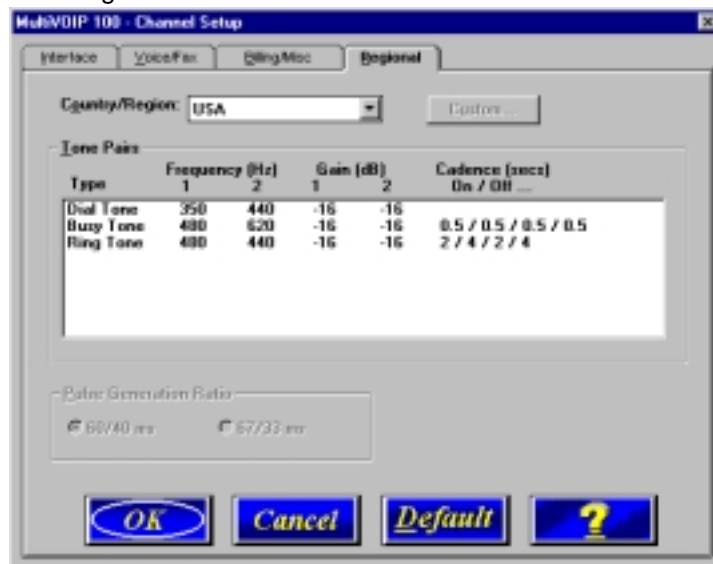 MultiVOIP 100 - Channel Setup
Interface Voice/Fax Billing/Misc Regional
Country/Region: USA Custom...
Tone Pairs
Frequency (Hz) Gain (dB) Cadence (secs)
Type 1 2 1 2 On / Off ...
Dial Tone 350 440 -16 -16
Busy Tone 480 620 -16 -16 0.5 / 0.5 / 0.5 / 0.5
Ring Tone 480 440 -16 -16 2 / 4 / 2 / 4
Pulse Generation Ratio
60/40 ms 67/33 ms
OK Cancel Default ?